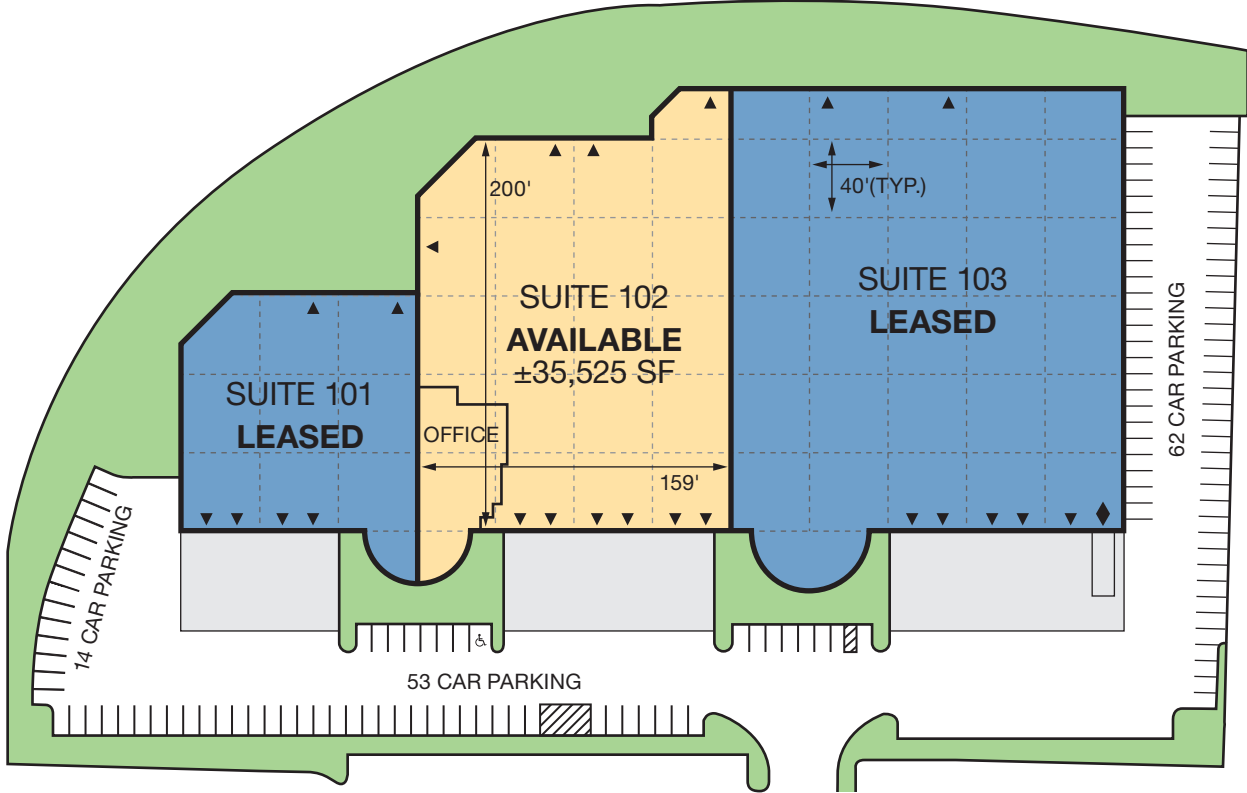 200'
40'(TYP.)
SUITE 102
AVAILABLE
±35,525 SF
SUITE 103
LEASED
SUITE 101
LEASED
OFFICE
159'
62 CAR PARKING
14 CAR PARKING
53 CAR PARKING